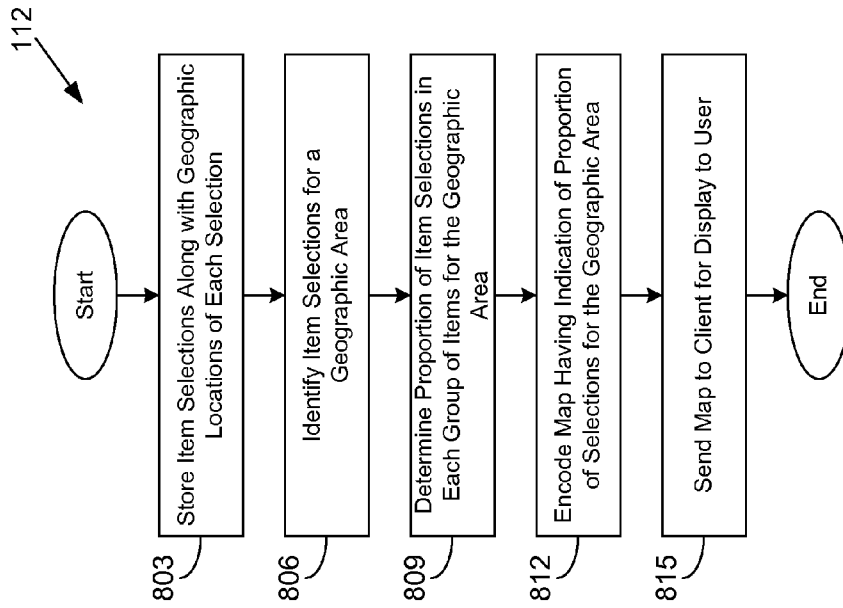 112
Start
803
Store Item Selections Along with Geographic
Locations of Each Selection
806
Identify Item Selections for a
Geographic Area
809
Determine Proportion of Item Selections in
Each Group of Items for the Geographic
Area
812
Encode Map Having Indication of Proportion
of Selections for the Geographic Area
815
Send Map to Client for Display to User
End